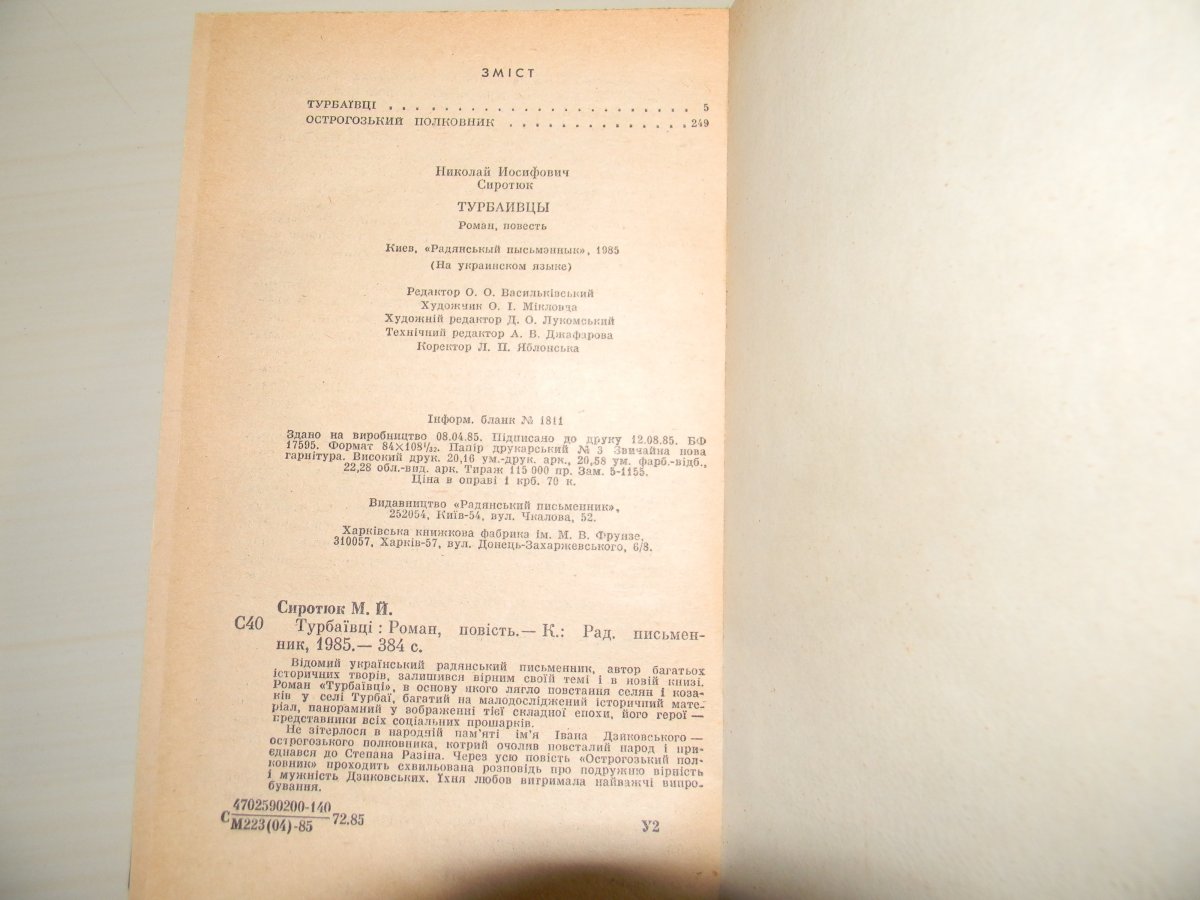 ЗМІСТ
ТУРБАЇВЦІ . . . . . . . . . . . . . . . . . . . . . . . 5
ОСТРОГОЗЬКИЙ ПОЛКОВНИК . . . . . . . . . . . . . . 249
Николай Иосифович
Сиротюк
ТУРБАИВЦЫ
Роман, повесть
Киев, «Радянськый пысьмэннык», 1985
(На украинском языке)
Редактор О. О. Васильківський
Художник О. І. Мікловда
Художній редактор Д. О. Лукомський
Технічний редактор А. В. Джафарова
Коректор Л. П. Яблонська
Інформ. бланк № 1811
Здано на виробництво 08.04.85. Підписано до друку 12.08.85. БФ
17595. Формат 84×108¹/₃₂. Папір друкарський № 3 Звичайна нова
гарнітура. Високий друк. 20,16 ум.-друк. арк., 20,58 ум. фарб.-відб.,
22,28 обл.-вид. арк. Тираж 115 000 пр. Зам. 5-1155.
Ціна в оправі 1 крб. 70 к.
Видавництво «Радянський письменник»,
252054, Київ-54, вул. Чкалова, 52.
Харківська книжкова фабрика ім. М. В. Фрунзе,
310057, Харків-57, вул. Донець-Захаржевського, 6/8.
Сиротюк М. Й.
С40 Турбаївці : Роман, повість.— К.: Рад. письмен-
ник, 1985.— 384 с.
Відомий український радянський письменник, автор багатьох
історичних творів, залишився вірним своїй темі і в новій книзі.
Роман «Турбаївці», в основу якого лягло повстання селян і коза-
ків у селі Турбаї, багатий на малодосліджений історичний мате-
ріал, панорамний у зображенні тієї складної епохи, його герої —
представники всіх соціальних прошарків.
Не зітерлося в народній пам'яті ім'я Івана Дзиковського —
острогозького полковника, котрий очолив повсталий народ і при-
єднався до Степана Разіна. Через усю повість «Острогозький пол-
ковник» проходить схвильована розповідь про подружню вірність
і мужність Дзиковських. Їхня любов витримала найважчі випро-
бування.
4702590200-140
С М223(04)-85 72.85
У2